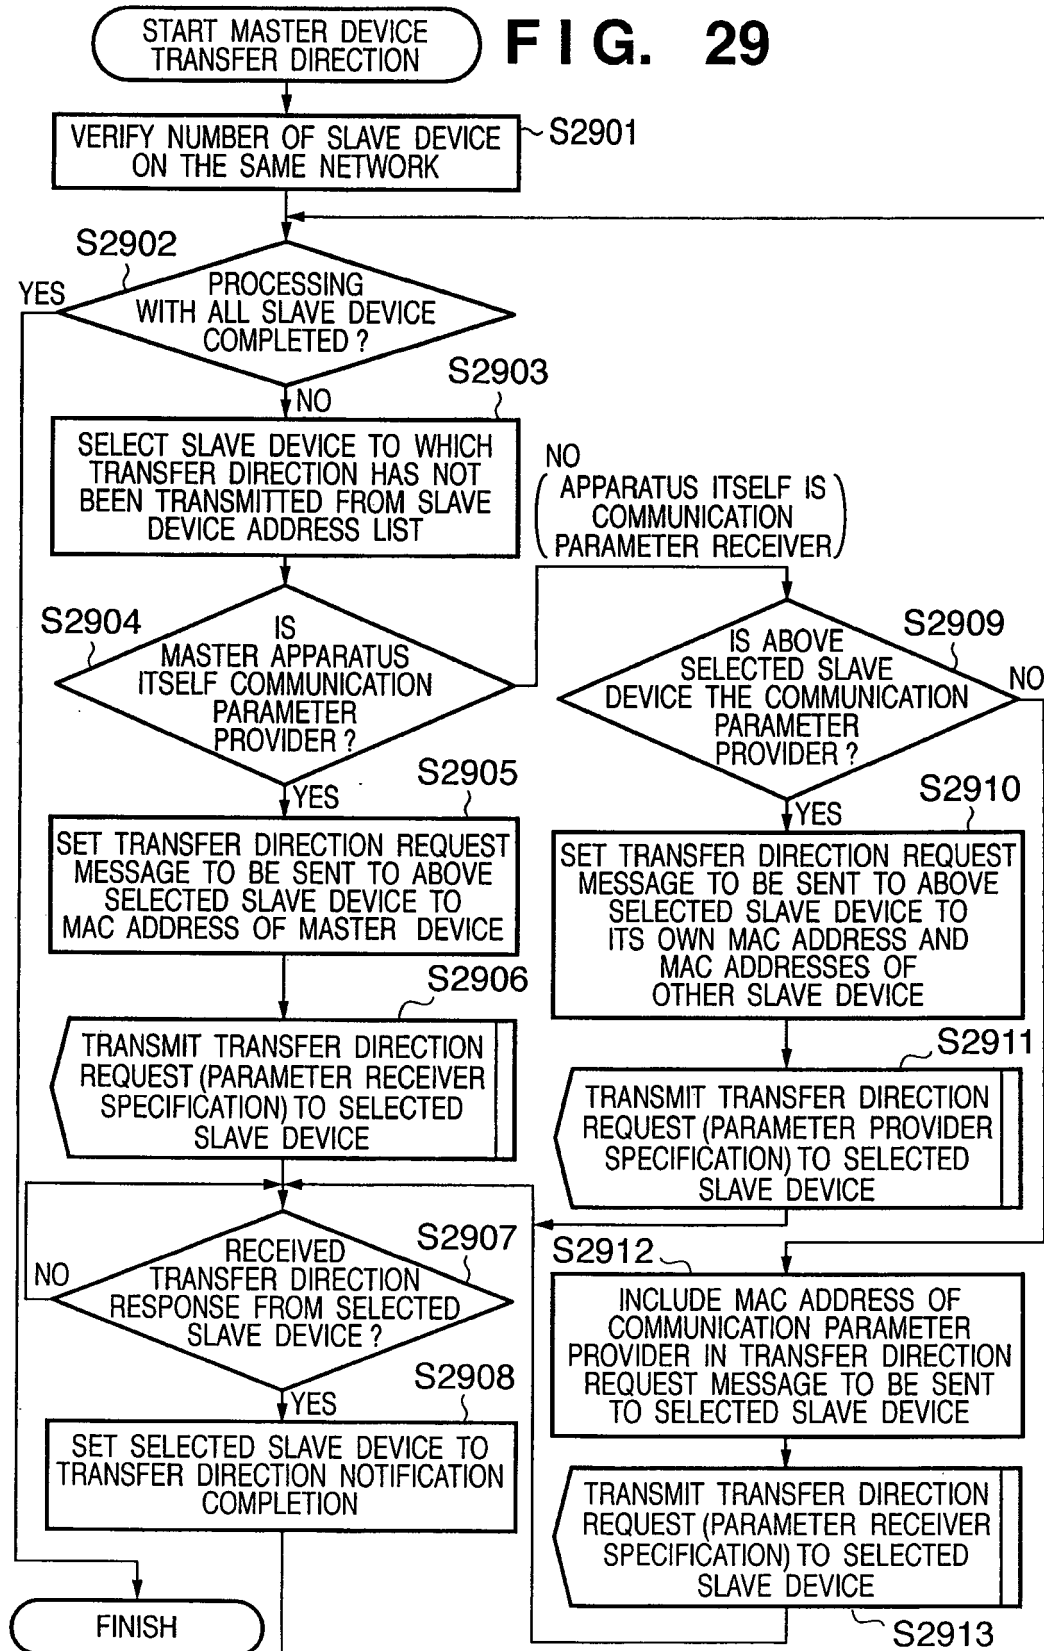 START MASTER DEVICE
TRANSFER DIRECTION
FIG. 29
VERIFY NUMBER OF SLAVE DEVICE
ON THE SAME NETWORK
S2901
S2902
PROCESSING
WITH ALL SLAVE DEVICE
COMPLETED ?
YES
NO
S2903
SELECT SLAVE DEVICE TO WHICH
TRANSFER DIRECTION HAS NOT
BEEN TRANSMITTED FROM SLAVE
DEVICE ADDRESS LIST
NO
( APPARATUS ITSELF IS
COMMUNICATION
PARAMETER RECEIVER )
S2904
IS
MASTER APPARATUS
ITSELF COMMUNICATION
PARAMETER
PROVIDER ?
YES
S2909
IS ABOVE
SELECTED SLAVE
DEVICE THE COMMUNICATION
PARAMETER
PROVIDER ?
NO
YES
S2905
SET TRANSFER DIRECTION REQUEST
MESSAGE TO BE SENT TO ABOVE
SELECTED SLAVE DEVICE TO
MAC ADDRESS OF MASTER DEVICE
S2910
SET TRANSFER DIRECTION REQUEST
MESSAGE TO BE SENT TO ABOVE
SELECTED SLAVE DEVICE TO
ITS OWN MAC ADDRESS AND
MAC ADDRESSES OF
OTHER SLAVE DEVICE
S2906
TRANSMIT TRANSFER DIRECTION
REQUEST (PARAMETER RECEIVER
SPECIFICATION) TO SELECTED
SLAVE DEVICE
S2911
TRANSMIT TRANSFER DIRECTION
REQUEST (PARAMETER PROVIDER
SPECIFICATION) TO SELECTED
SLAVE DEVICE
S2907
RECEIVED
TRANSFER DIRECTION
RESPONSE FROM SELECTED
SLAVE DEVICE ?
NO
YES
S2912
INCLUDE MAC ADDRESS OF
COMMUNICATION PARAMETER
PROVIDER IN TRANSFER DIRECTION
REQUEST MESSAGE TO BE SENT
TO SELECTED SLAVE DEVICE
S2908
SET SELECTED SLAVE DEVICE TO
TRANSFER DIRECTION NOTIFICATION
COMPLETION
TRANSMIT TRANSFER DIRECTION
REQUEST (PARAMETER RECEIVER
SPECIFICATION) TO SELECTED
SLAVE DEVICE
S2913
FINISH